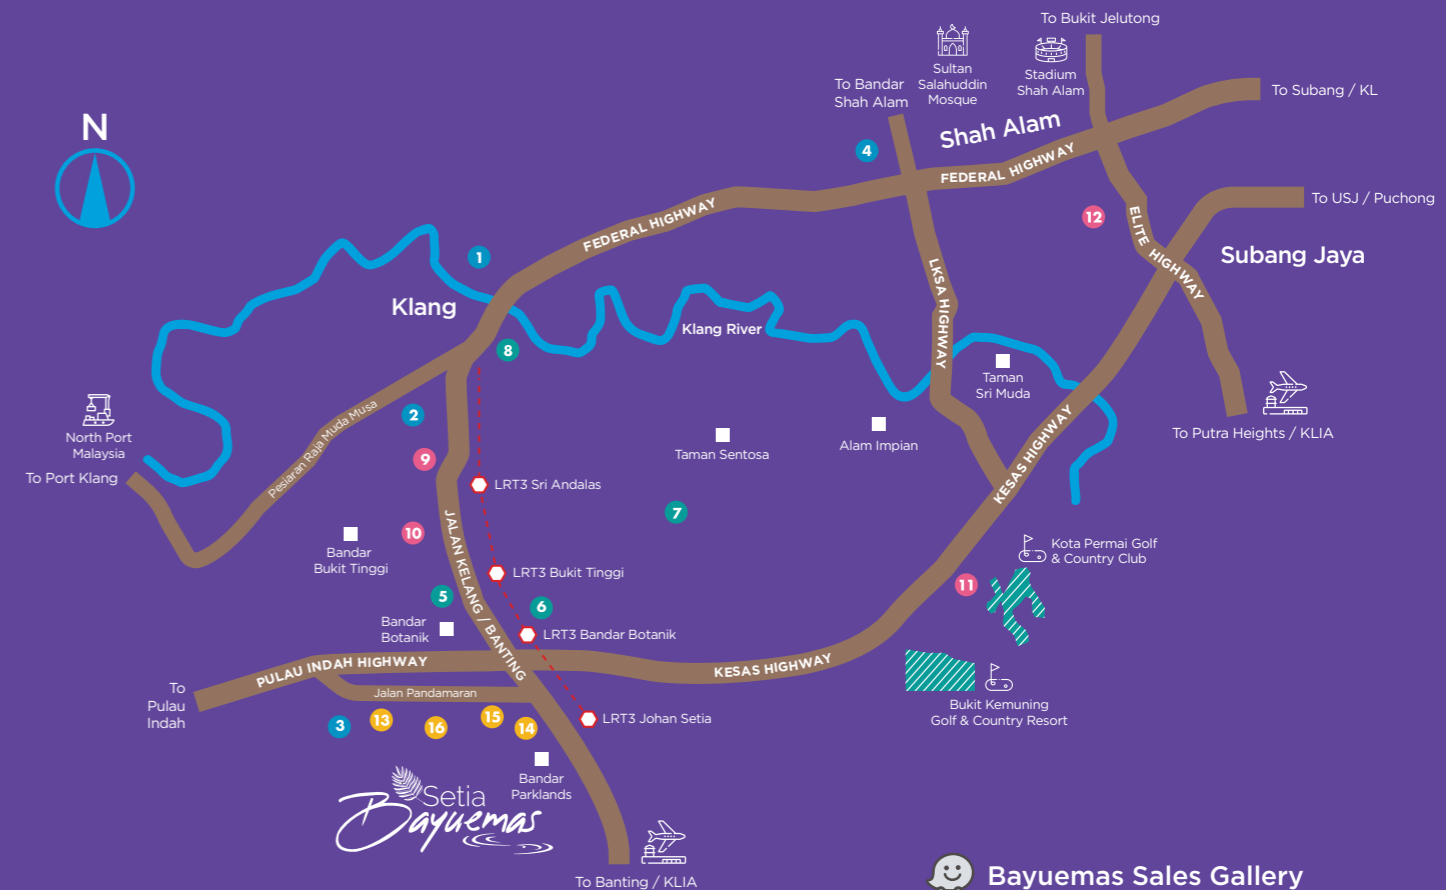 To Bukit Jelutong
Sultan
Salahuddin
Mosque
Stadium
Shah Alam
To Bandar
Shah Alam
To Subang / KL
N
Shah Alam
4
FEDERAL HIGHWAY
FEDERAL HIGHWAY
To USJ / Puchong
12
ELITE HIGHWAY
Subang Jaya
1
LKSA HIGHWAY
Klang
Klang River
8
Taman
Sri Muda
North Port
Malaysia
To Port Klang
Pesiaran Raja Muda Musa
2
9
Taman Sentosa
Alam Impian
To Putra Heights / KLIA
KESAS HIGHWAY
LRT3 Sri Andalas
7
10
Bandar
Bukit Tinggi
JALAN KELANG / BANTING
LRT3 Bukit Tinggi
Kota Permai Golf
& Country Club
11
5
6
Bandar
Botanik
LRT3 Bandar Botanik
PULAU INDAH HIGHWAY
KESAS HIGHWAY
To
Pulau
Indah
Jalan Pandamaran
Bukit Kemuning
Golf & Country Resort
3
13
16
15
14
LRT3 Johan Setia
Bandar
Parklands
Setia
Bayuemas
To Banting / KLIA
Bayuemas Sales Gallery